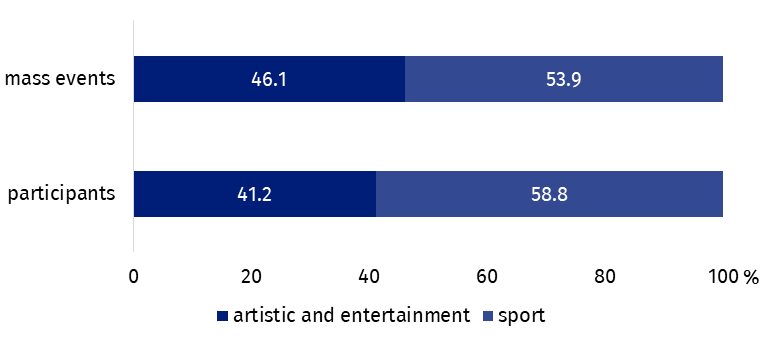 mass events 46.1 53.9
participants 41.2 58.8
0 20 40 60 80 100 %
artistic and entertainment sport